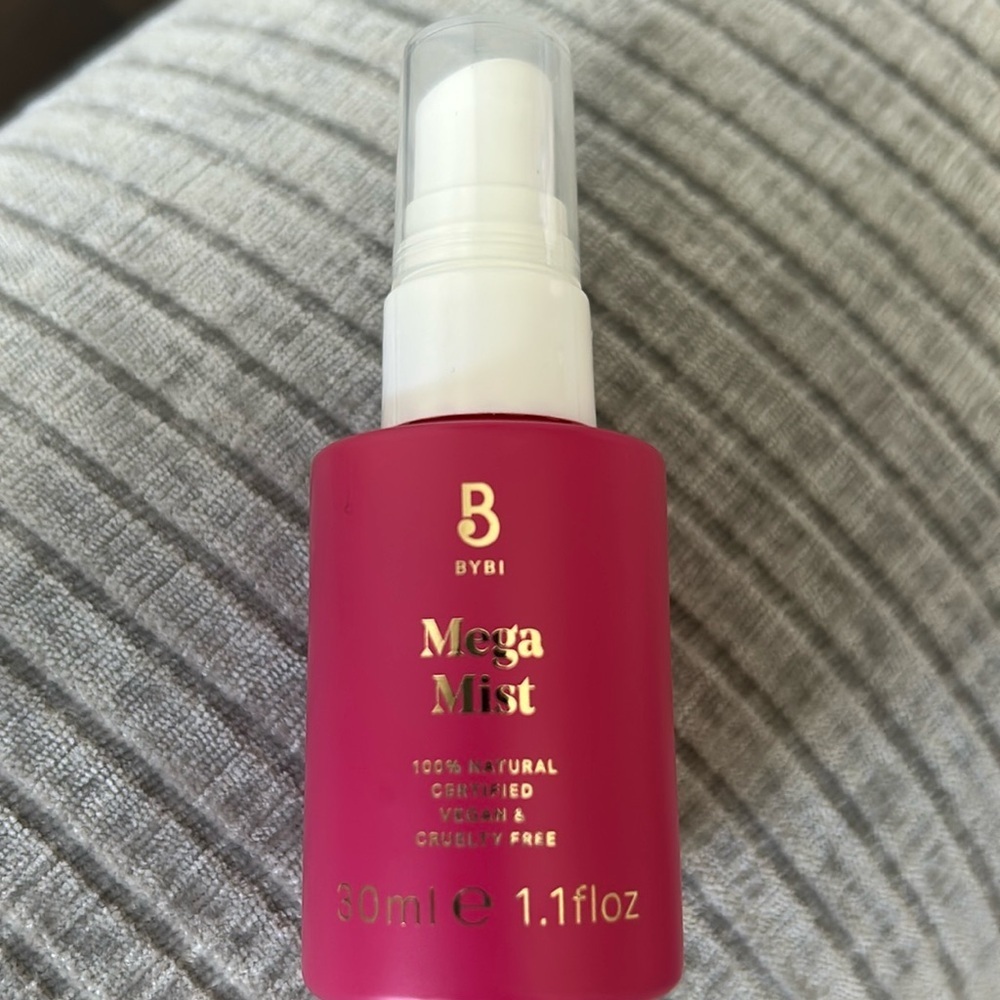 B
BYBI
Mega
Mist
100% NATURAL
CERTIFIED
VEGAN &
CRUELTY FREE
30ml e 1.1floz